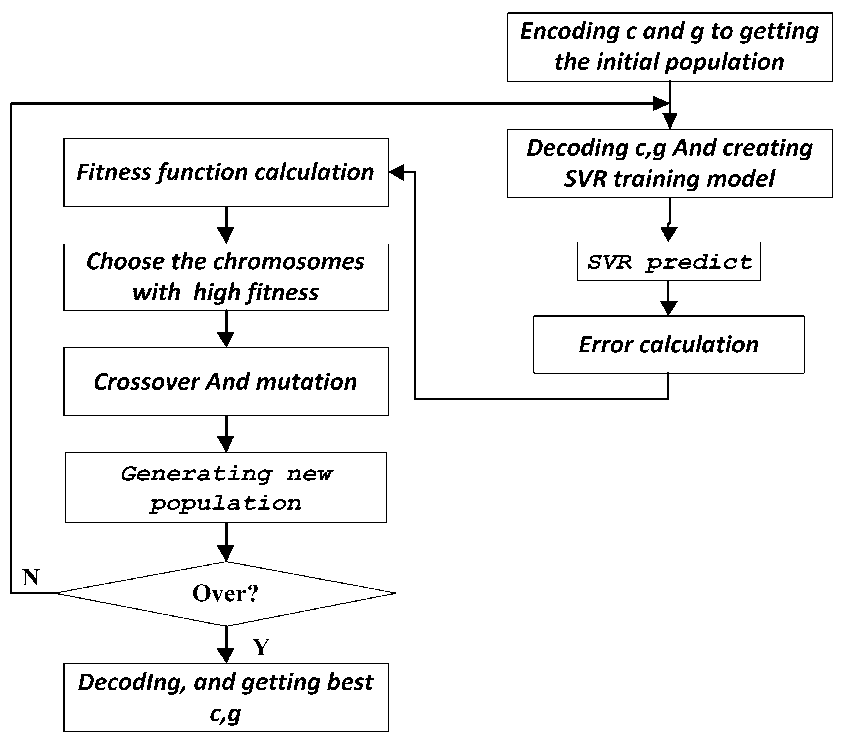 Encoding c and g to getting
the initial population
Decoding c,g And creating
SVR training model
SVR predict
Error calculation
Fitness function calculation
Choose the chromosomes
with high fitness
Crossover And mutation
Generating new
population
Over?
N
Y
DecodIng, and getting best
c,g